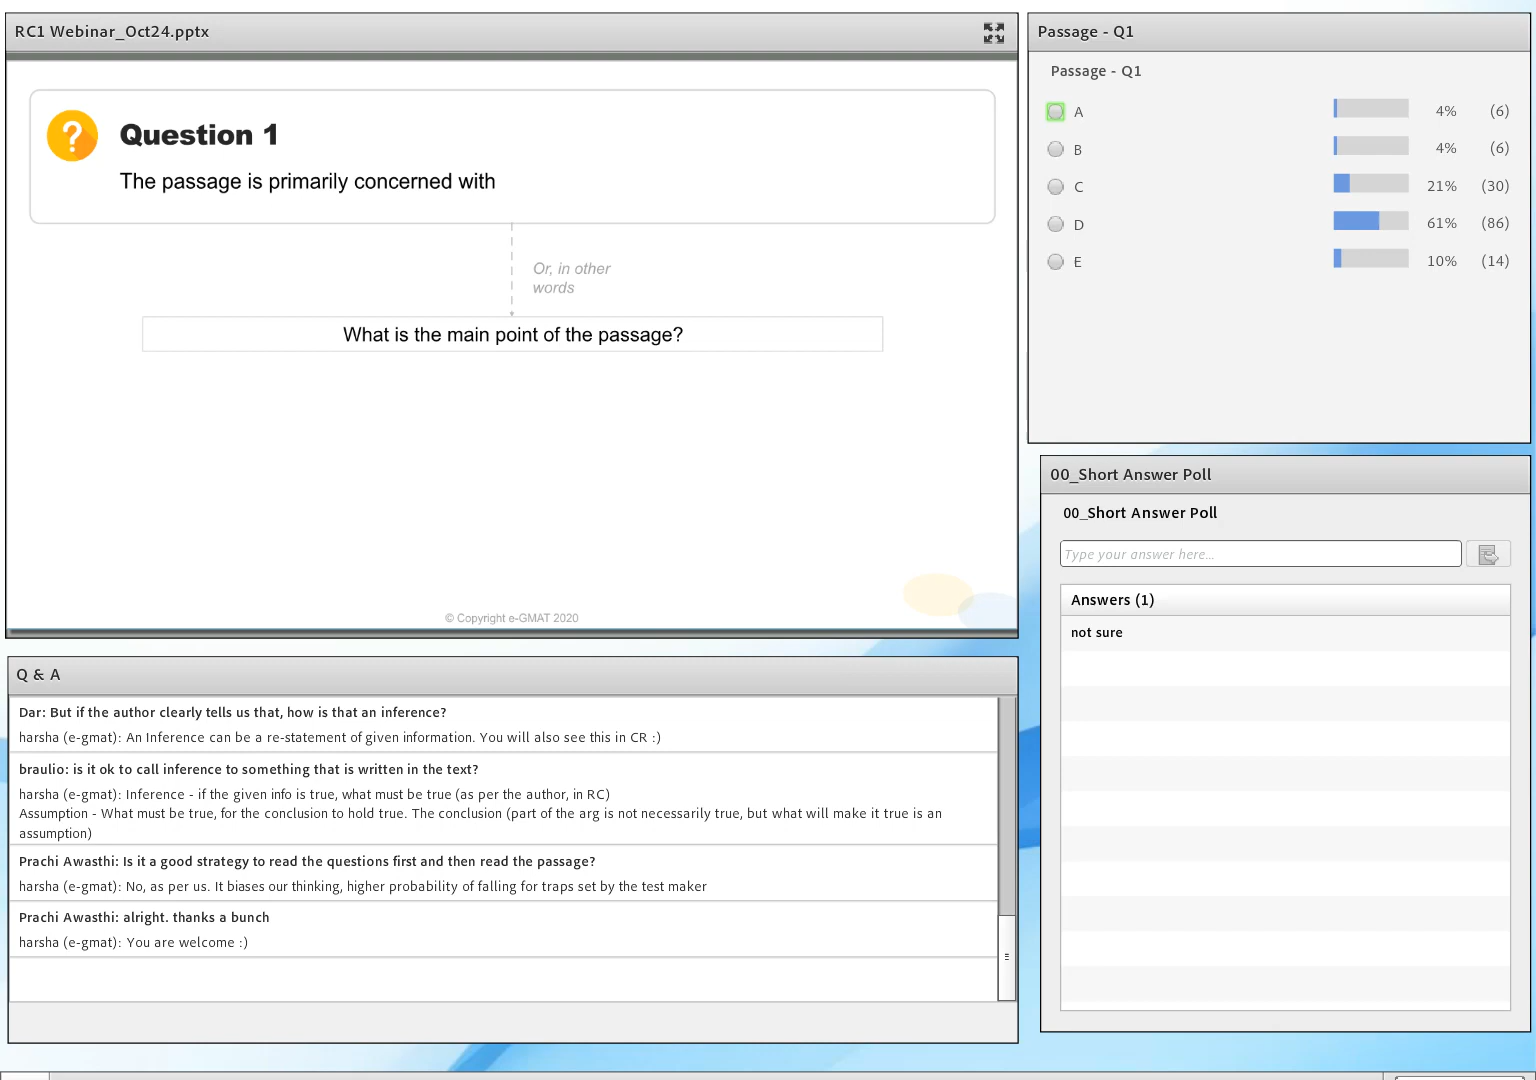 RC1 Webinar_Oct24.pptx
?
Question 1
The passage is primarily concerned with
Or, in other
words
What is the main point of the passage?
© Copyright e-GMAT 2020
Passage - Q1
Passage - Q1
A 4% (6)
B 4% (6)
C 21% (30)
D 61% (86)
E 10% (14)
00_Short Answer Poll
00_Short Answer Poll
Type your answer here...
Answers (1)
not sure
Q & A
Dar: But if the author clearly tells us that, how is that an inference?
harsha (e-gmat): An Inference can be a re-statement of given information. You will also see this in CR :)
braulio: is it ok to call inference to something that is written in the text?
harsha (e-gmat): Inference - if the given info is true, what must be true (as per the author, in RC)
Assumption - What must be true, for the conclusion to hold true. The conclusion (part of the arg is not necessarily true, but what will make it true is an
assumption)
Prachi Awasthi: Is it a good strategy to read the questions first and then read the passage?
harsha (e-gmat): No, as per us. It biases our thinking, higher probability of falling for traps set by the test maker
Prachi Awasthi: alright. thanks a bunch
harsha (e-gmat): You are welcome :)